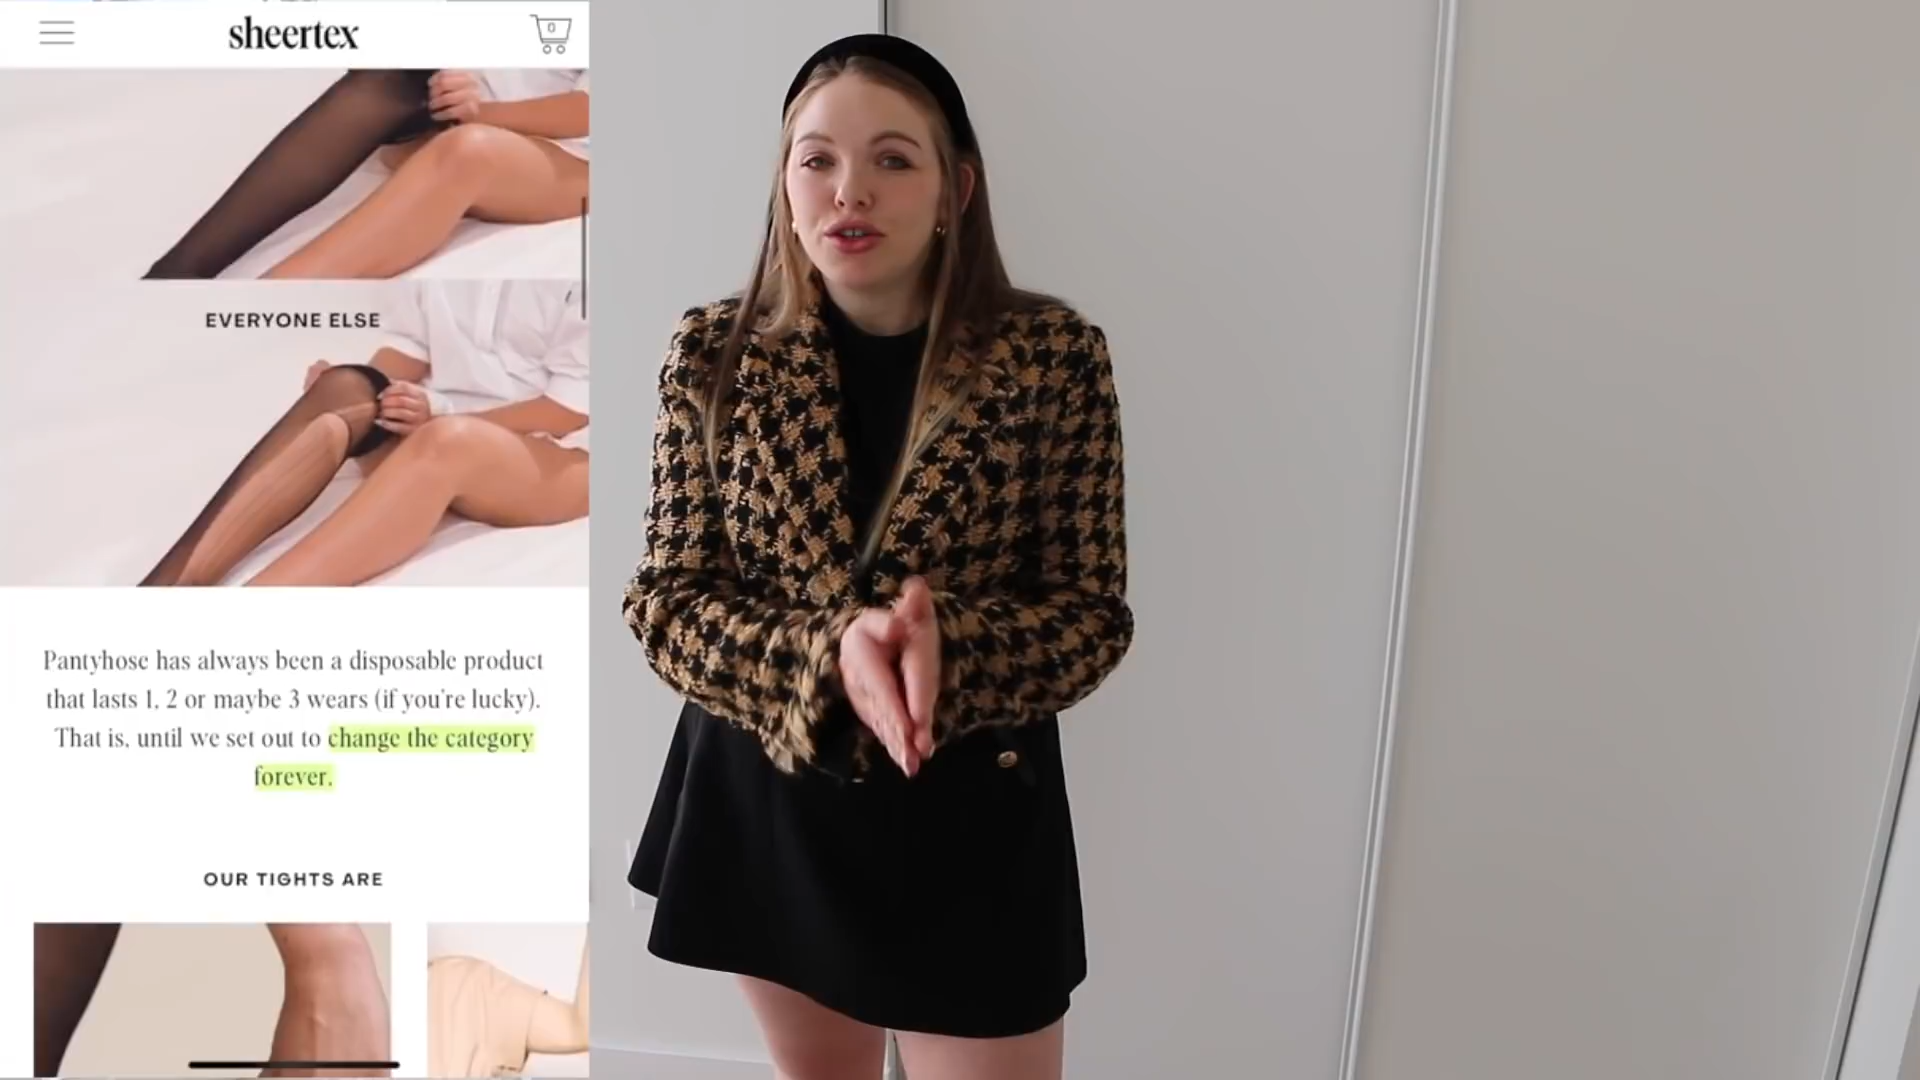 sheertex
0
EVERYONE ELSE
Pantyhose has always been a disposable product
that lasts 1, 2 or maybe 3 wears (if you're lucky).
That is, until we set out to change the category
forever.
OUR TIGHTS ARE